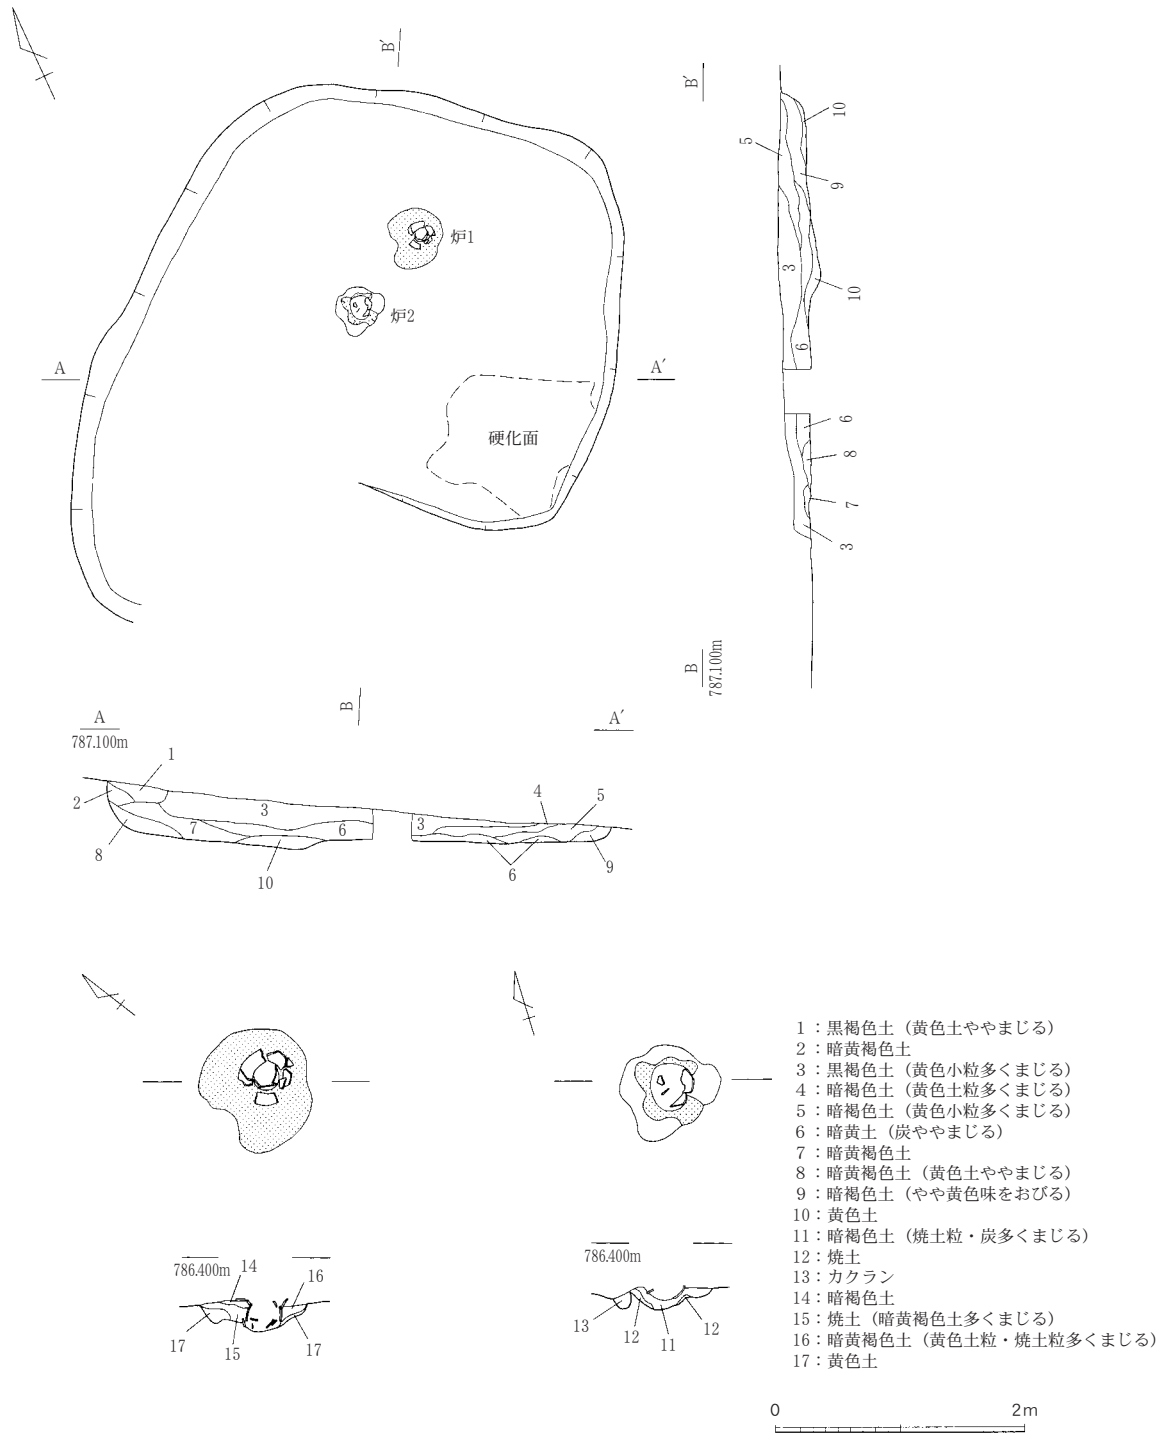 B′
B′
10
5
9
炉1
3
10
炉2
6
A
A′
6
硬化面
8
7
3
B
787.100m
B
A
787.100m
A′
1
2
3
4
5
3
7
6
8
10
6
9
1：黒褐色土（黄色土ややまじる）
2：暗黄褐色土
3：黒褐色土（黄色小粒多くまじる）
4：暗褐色土（黄色土粒多くまじる）
5：暗褐色土（黄色小粒多くまじる）
6：暗黄土（炭ややまじる）
7：暗黄褐色土
8：暗黄褐色土（黄色土ややまじる）
9：暗褐色土（やや黄色味をおびる）
10：黄色土
11：暗褐色土（焼土粒・炭多くまじる）
12：焼土
13：カクラン
14：暗褐色土
15：焼土（暗黄褐色土多くまじる）
16：暗黄褐色土（黄色土粒・焼土粒多くまじる）
17：黄色土
786.400m
14
16
17
15
17
786.400m
13
12
11
12
0
2m